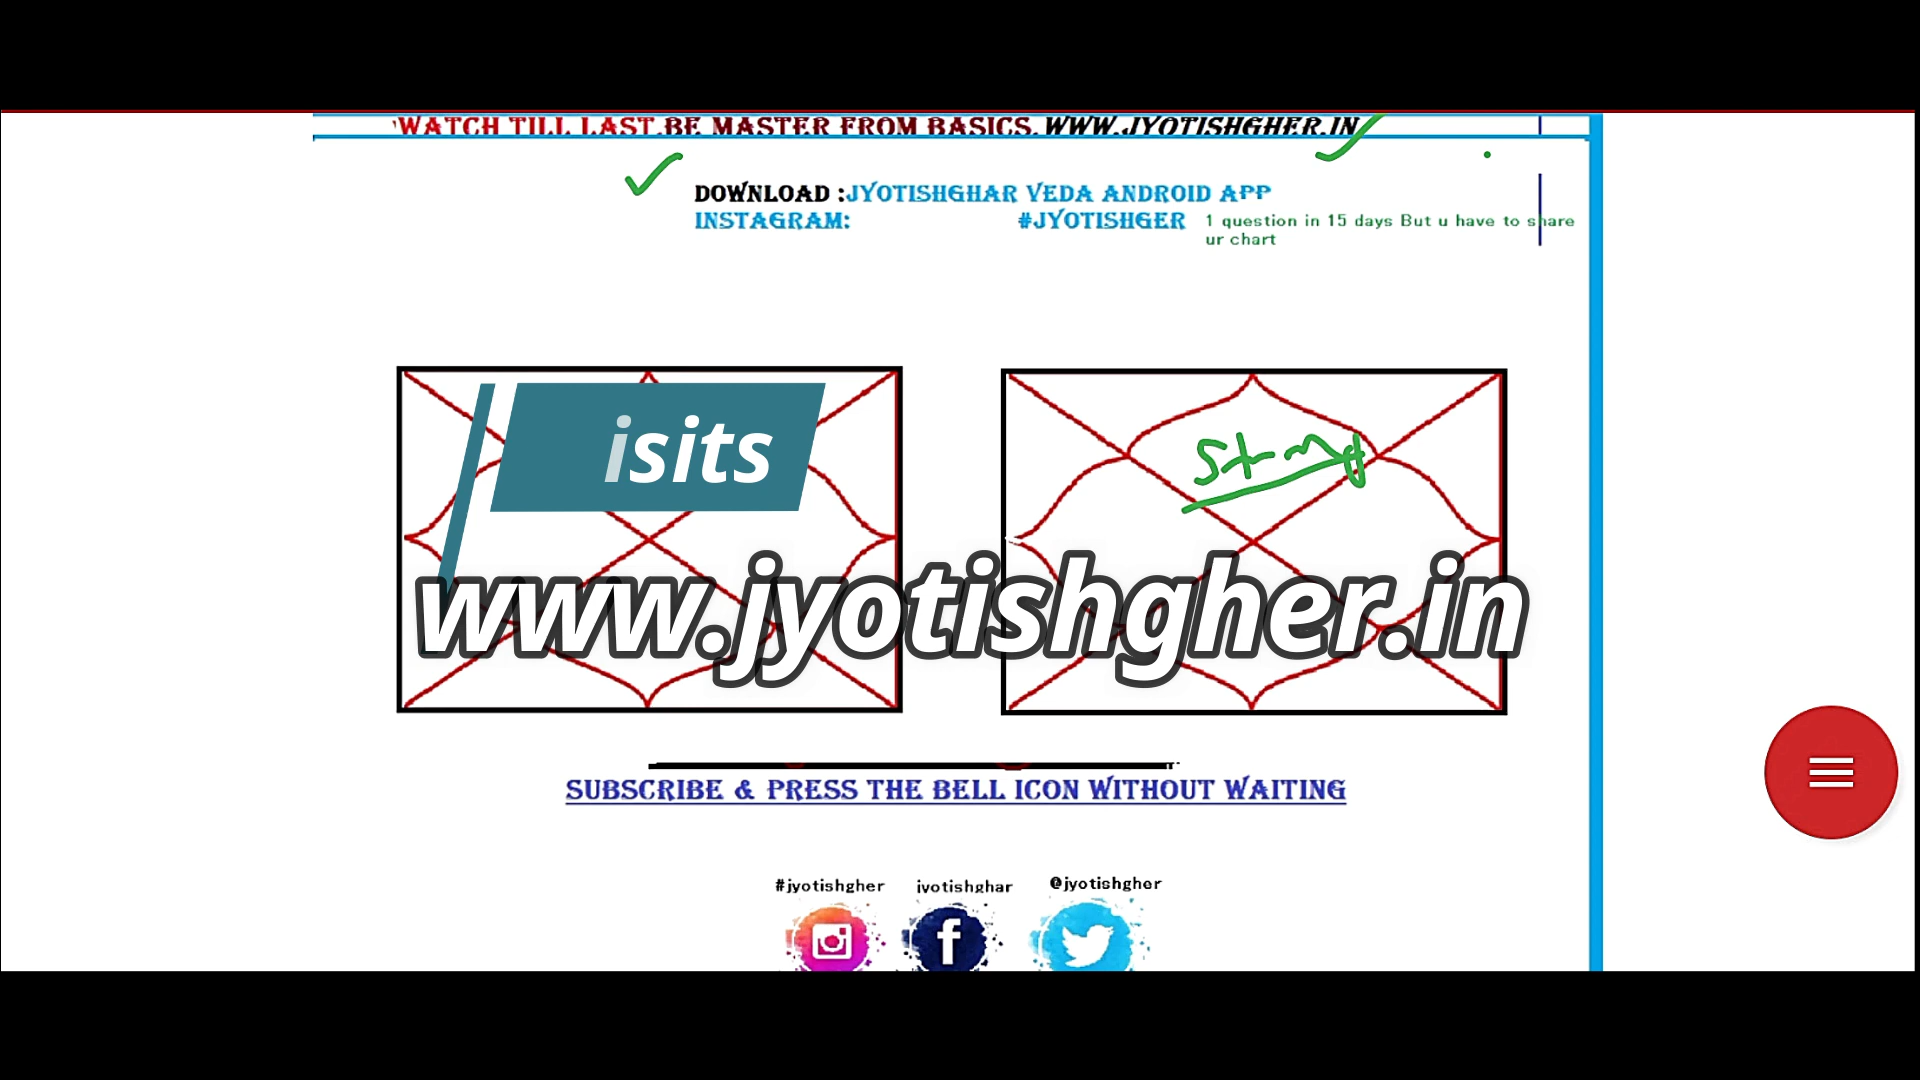 WATCH TILL LAST.BE MASTER FROM BASICS. WWW.JYOTISHGHER.IN
DOWNLOAD :JYOTISHGHAR VEDA ANDROID APP
INSTAGRAM: #JYOTISHGER
1 question in 15 days But u have to share
ur chart
isits
www.jyotishgher.in
SUBSCRIBE & PRESS THE BELL ICON WITHOUT WAITING
#jyotishgher jyotishghar @jyotishgher